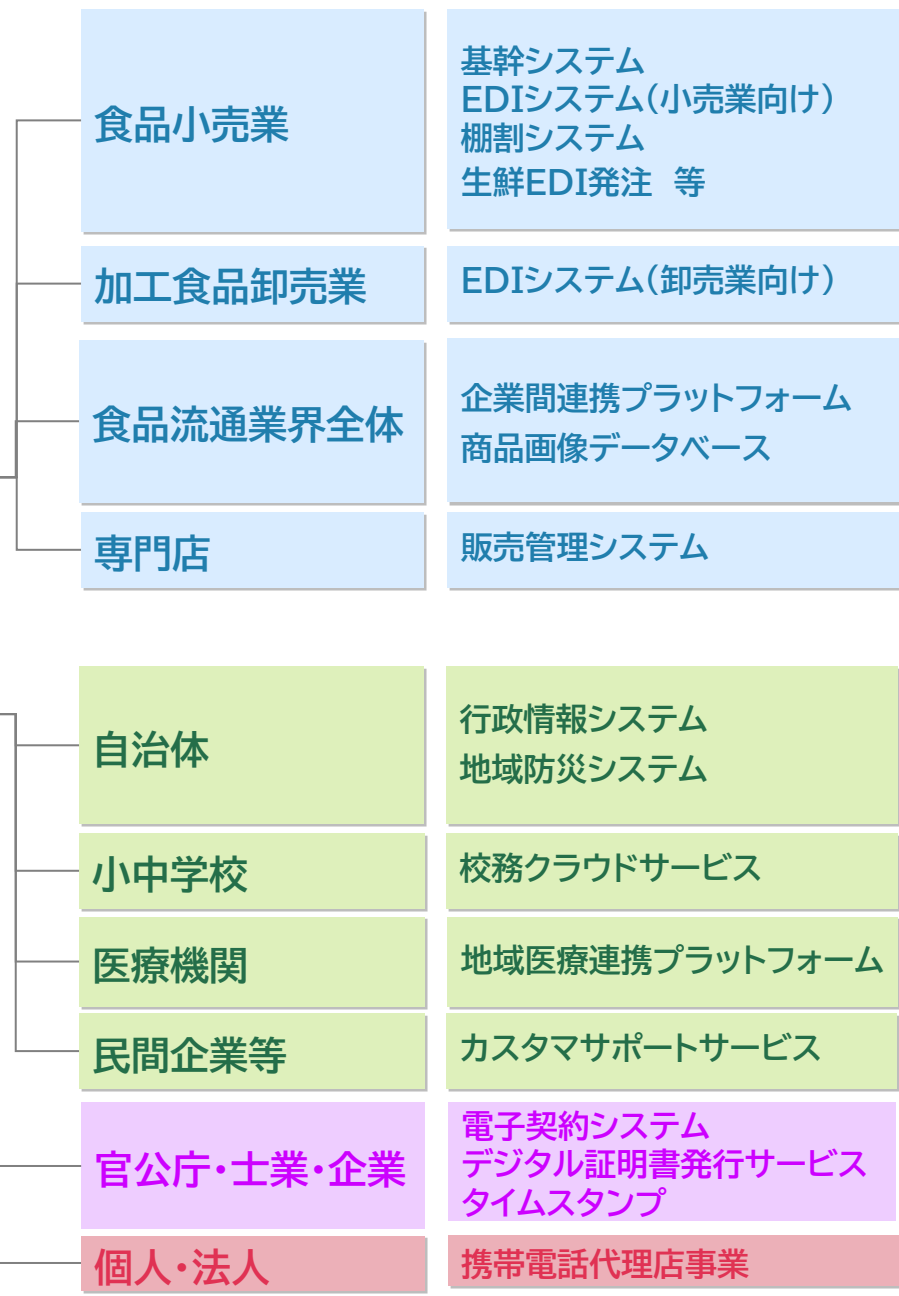 食品小売業
基幹システム
EDIシステム(小売業向け)
棚割システム
生鮮EDI発注 等
加工食品卸売業
EDIシステム(卸売業向け)
食品流通業界全体
企業間連携プラットフォーム
商品画像データベース
専門店
販売管理システム
自治体
行政情報システム
地域防災システム
小中学校
校務クラウドサービス
医療機関
地域医療連携プラットフォーム
民間企業等
カスタマサポートサービス
官公庁・士業・企業
電子契約システム
デジタル証明書発行サービス
タイムスタンプ
個人・法人
携帯電話代理店事業